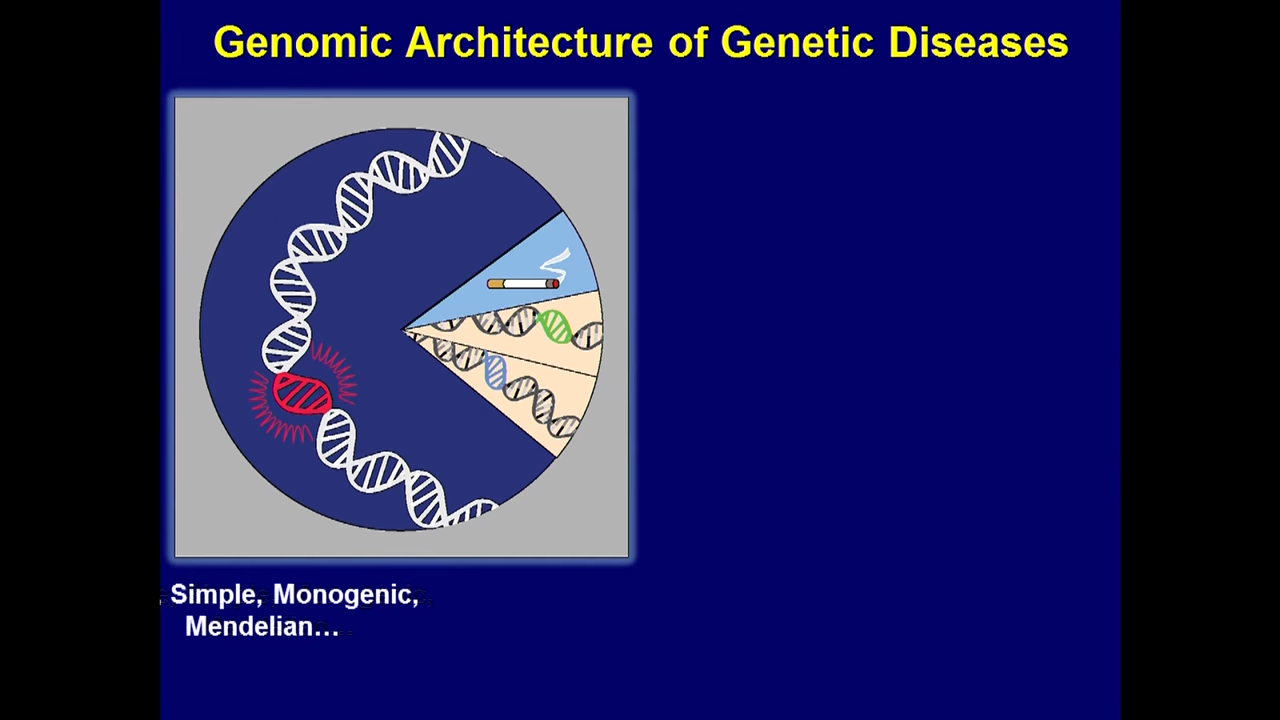 Genomic Architecture of Genetic Diseases
, Simple, Monogenic,
Mendelian…